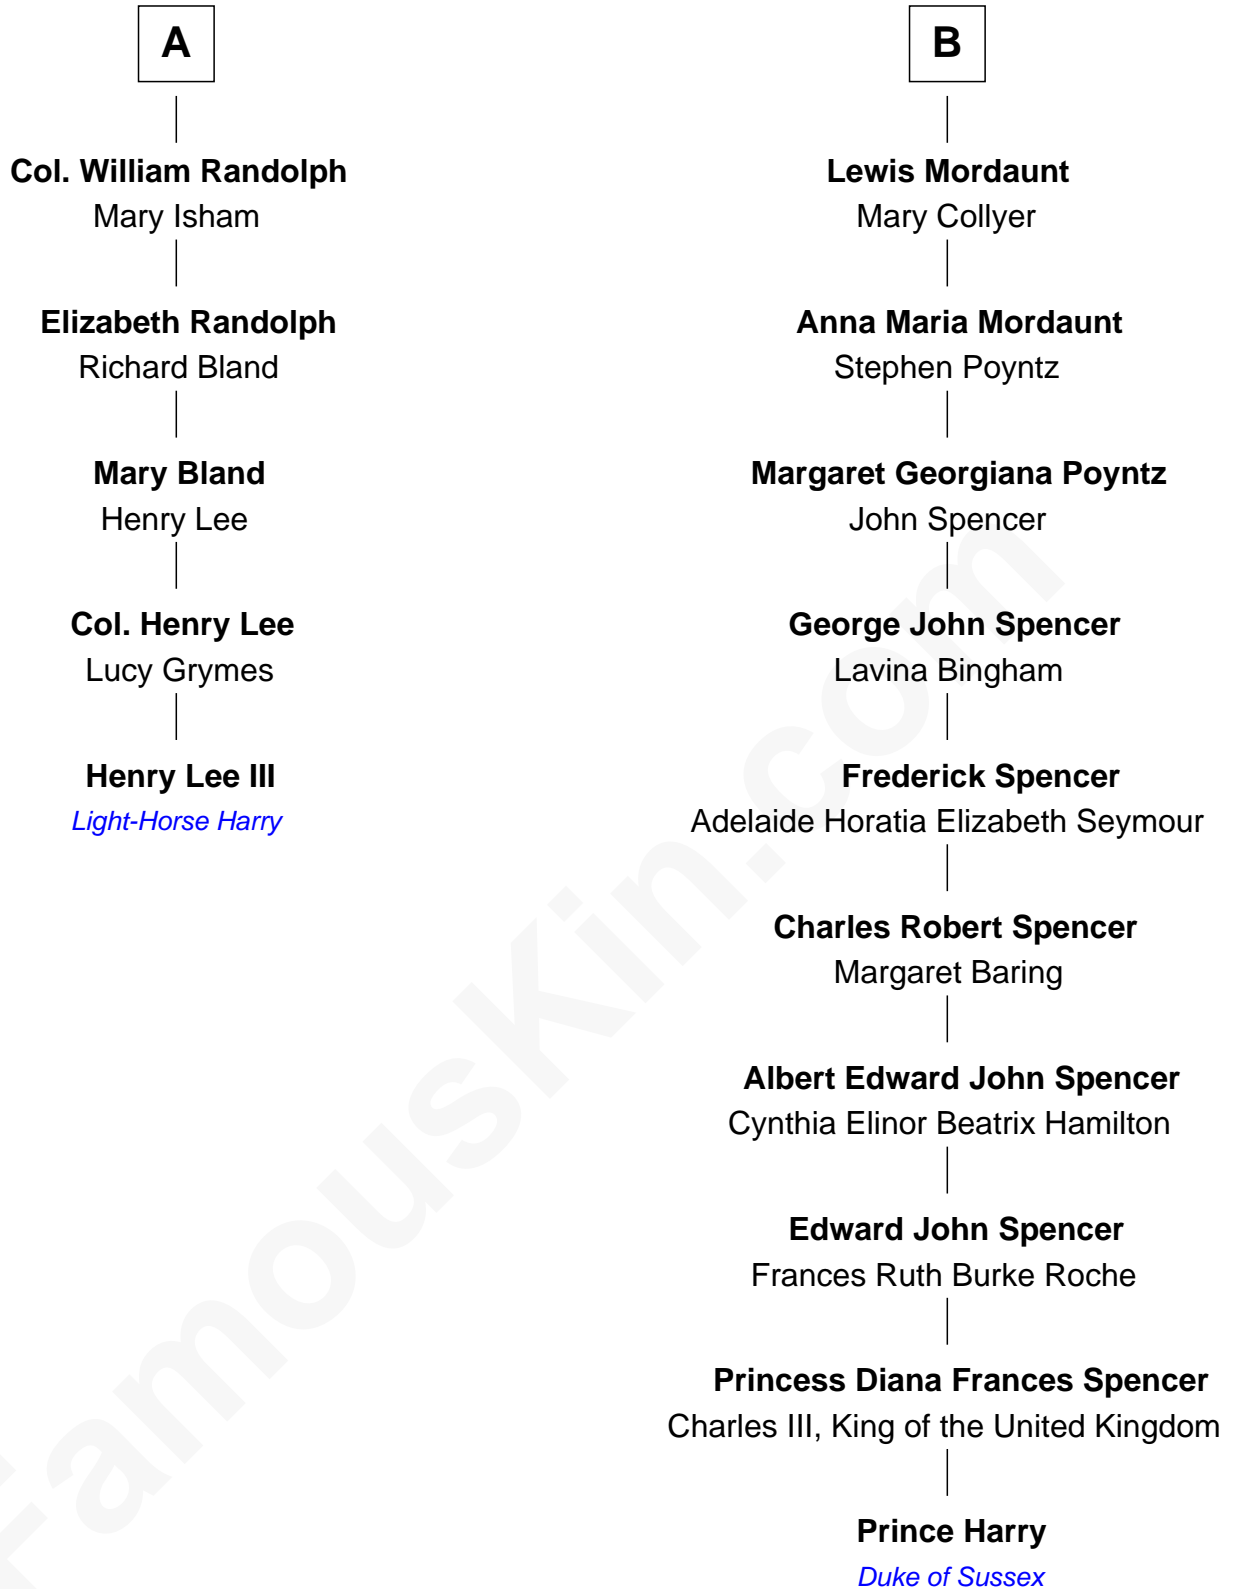 A
Col. William Randolph
Mary Isham
Elizabeth Randolph
Richard Bland
Mary Bland
Henry Lee
Col. Henry Lee
Lucy Grymes
Henry Lee III
Light-Horse Harry
B
Lewis Mordaunt
Mary Collyer
Anna Maria Mordaunt
Stephen Poyntz
Margaret Georgiana Poyntz
John Spencer
George John Spencer
Lavina Bingham
Frederick Spencer
Adelaide Horatia Elizabeth Seymour
Charles Robert Spencer
Margaret Baring
Albert Edward John Spencer
Cynthia Elinor Beatrix Hamilton
Edward John Spencer
Frances Ruth Burke Roche
Princess Diana Frances Spencer
Charles III, King of the United Kingdom
Prince Harry
Duke of Sussex
FamousKin.com